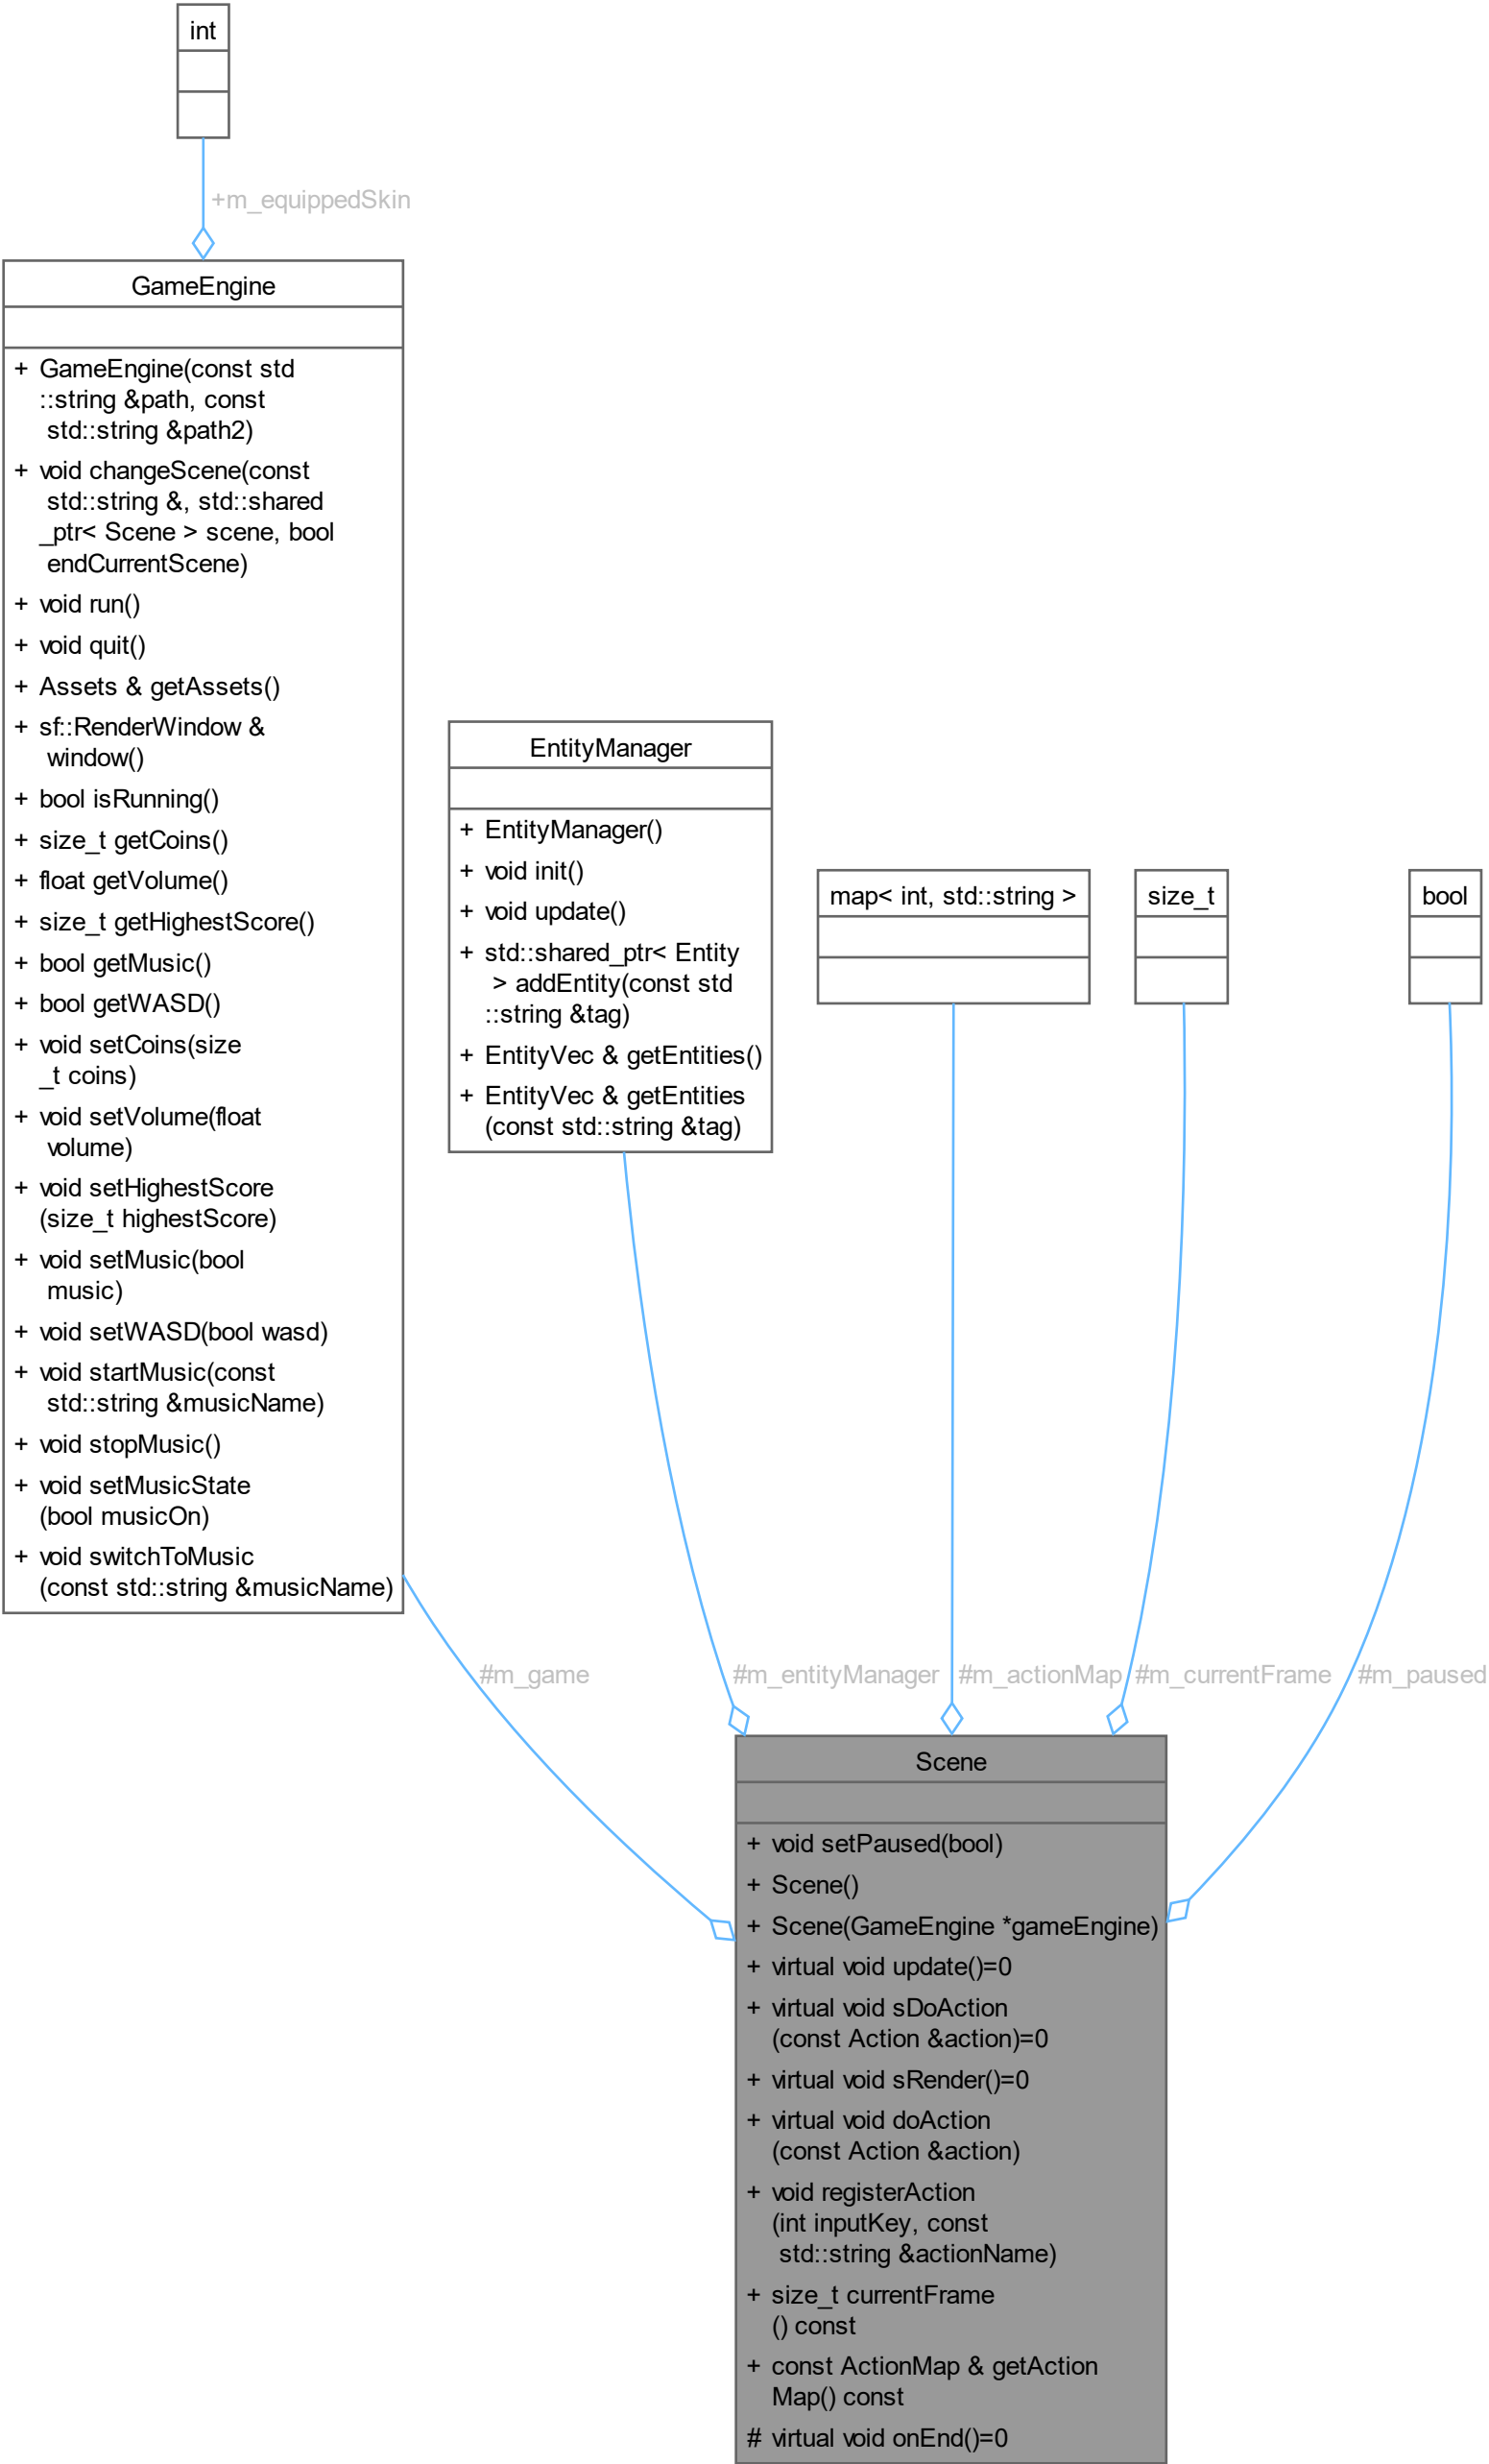 int
+m_equippedSkin
GameEngine
+ GameEngine(const std
::string &path, const
std::string &path2)
+ void changeScene(const
std::string &, std::shared
_ptr< Scene > scene, bool
endCurrentScene)
+ void run()
+ void quit()
+ Assets & getAssets()
+ sf::RenderWindow &
window()
+ bool isRunning()
+ size_t getCoins()
+ float getVolume()
+ size_t getHighestScore()
+ bool getMusic()
+ bool getWASD()
+ void setCoins(size
_t coins)
+ void setVolume(float
volume)
+ void setHighestScore
(size_t highestScore)
+ void setMusic(bool
music)
+ void setWASD(bool wasd)
+ void startMusic(const
std::string &musicName)
+ void stopMusic()
+ void setMusicState
(bool musicOn)
+ void switchToMusic
(const std::string &musicName)
EntityManager
+ EntityManager()
+ void init()
+ void update()
+ std::shared_ptr< Entity
> addEntity(const std
::string &tag)
+ EntityVec & getEntities()
+ EntityVec & getEntities
(const std::string &tag)
map< int, std::string >
size_t
bool
#m_game
#m_entityManager
#m_actionMap
#m_currentFrame
#m_paused
Scene
+ void setPaused(bool)
+ Scene()
+ Scene(GameEngine *gameEngine)
+ virtual void update()=0
+ virtual void sDoAction
(const Action &action)=0
+ virtual void sRender()=0
+ virtual void doAction
(const Action &action)
+ void registerAction
(int inputKey, const
std::string &actionName)
+ size_t currentFrame
() const
+ const ActionMap & getAction
Map() const
# virtual void onEnd()=0